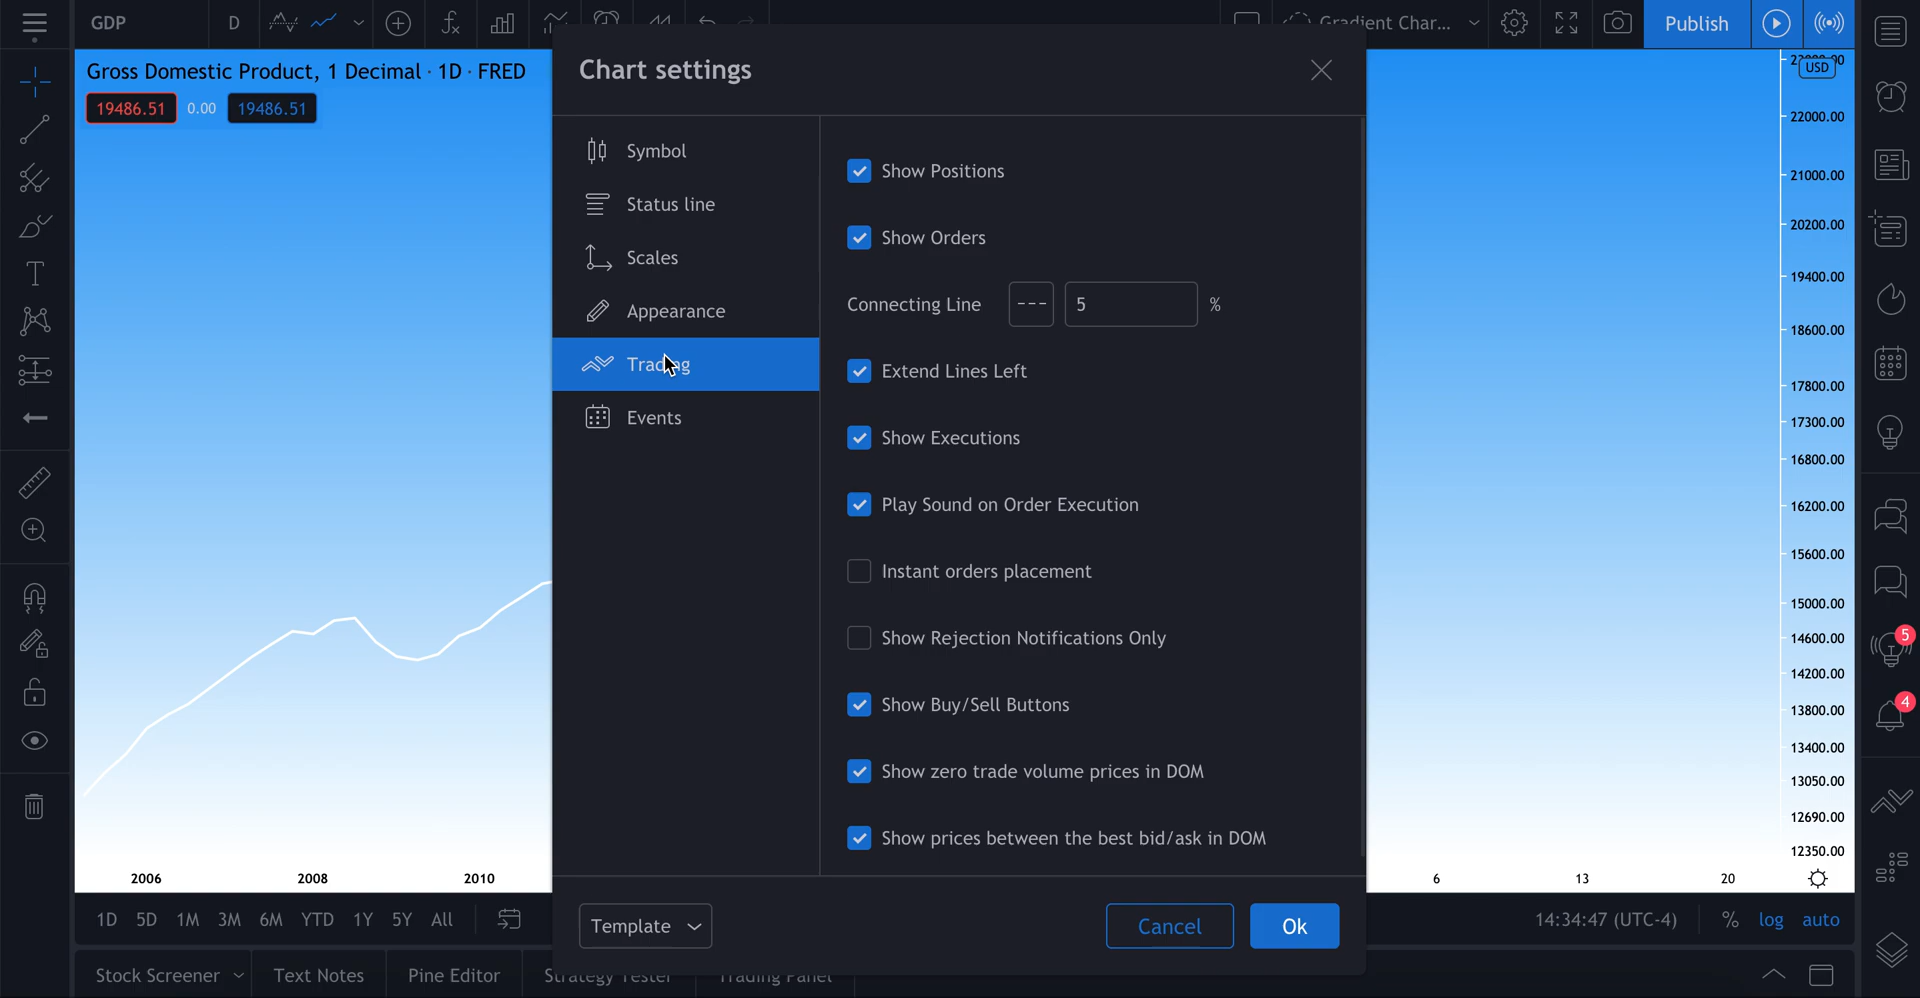 GDP
D
Gradient Char...
Publish
Gross Domestic Product, 1 Decimal · 1D · FRED
19486.51 0.00 19486.51
Chart settings
Symbol
Status line
Scales
Appearance
Trading
Events
Show Positions
Show Orders
Connecting Line --- 5 %
Extend Lines Left
Show Executions
Play Sound on Order Execution
Instant orders placement
Show Rejection Notifications Only
Show Buy/Sell Buttons
Show zero trade volume prices in DOM
Show prices between the best bid/ask in DOM
Template
Cancel
Ok
USD
22000.00
21000.00
20200.00
19400.00
18600.00
17800.00
17300.00
16800.00
16200.00
15600.00
15000.00
14600.00
14200.00
13800.00
13400.00
13050.00
12690.00
12350.00
5
4
2006 2008 2010 6 13 20
1D 5D 1M 3M 6M YTD 1Y 5Y All
14:34:47 (UTC-4) % log auto
Stock Screener Text Notes Pine Editor Strategy Tester Trading Panel